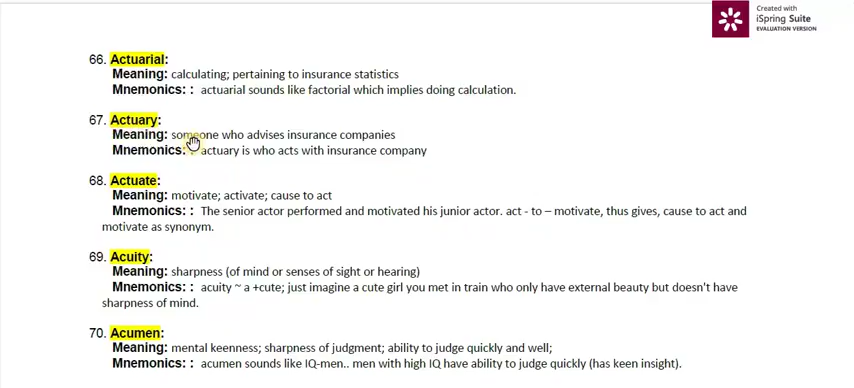 Created with
iSpring Suite
EVALUATION VERSION
66. Actuarial:
Meaning: calculating; pertaining to insurance statistics
Mnemonics: : actuarial sounds like factorial which implies doing calculation.
67. Actuary:
Meaning: someone who advises insurance companies
Mnemonics: : actuary is who acts with insurance company
68. Actuate:
Meaning: motivate; activate; cause to act
Mnemonics: : The senior actor performed and motivated his junior actor. act - to – motivate, thus gives, cause to act and
motivate as synonym.
69. Acuity:
Meaning: sharpness (of mind or senses of sight or hearing)
Mnemonics: : acuity ~ a +cute; just imagine a cute girl you met in train who only have external beauty but doesn't have
sharpness of mind.
70. Acumen:
Meaning: mental keenness; sharpness of judgment; ability to judge quickly and well;
Mnemonics: : acumen sounds like IQ-men.. men with high IQ have ability to judge quickly (has keen insight).